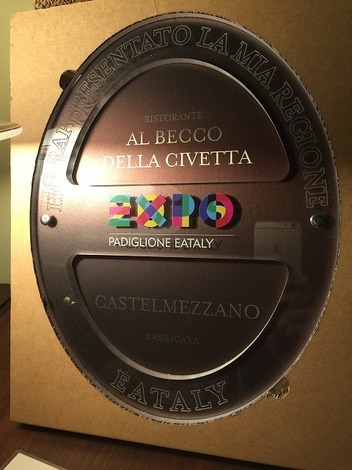 HO RAPPRESENTATO LA MIA REGIONE
RISTORANTE
AL BECCO
DELLA CIVETTA
EXPO
PADIGLIONE EATALY
CASTELMEZZANO
BASILICATA
EATALY